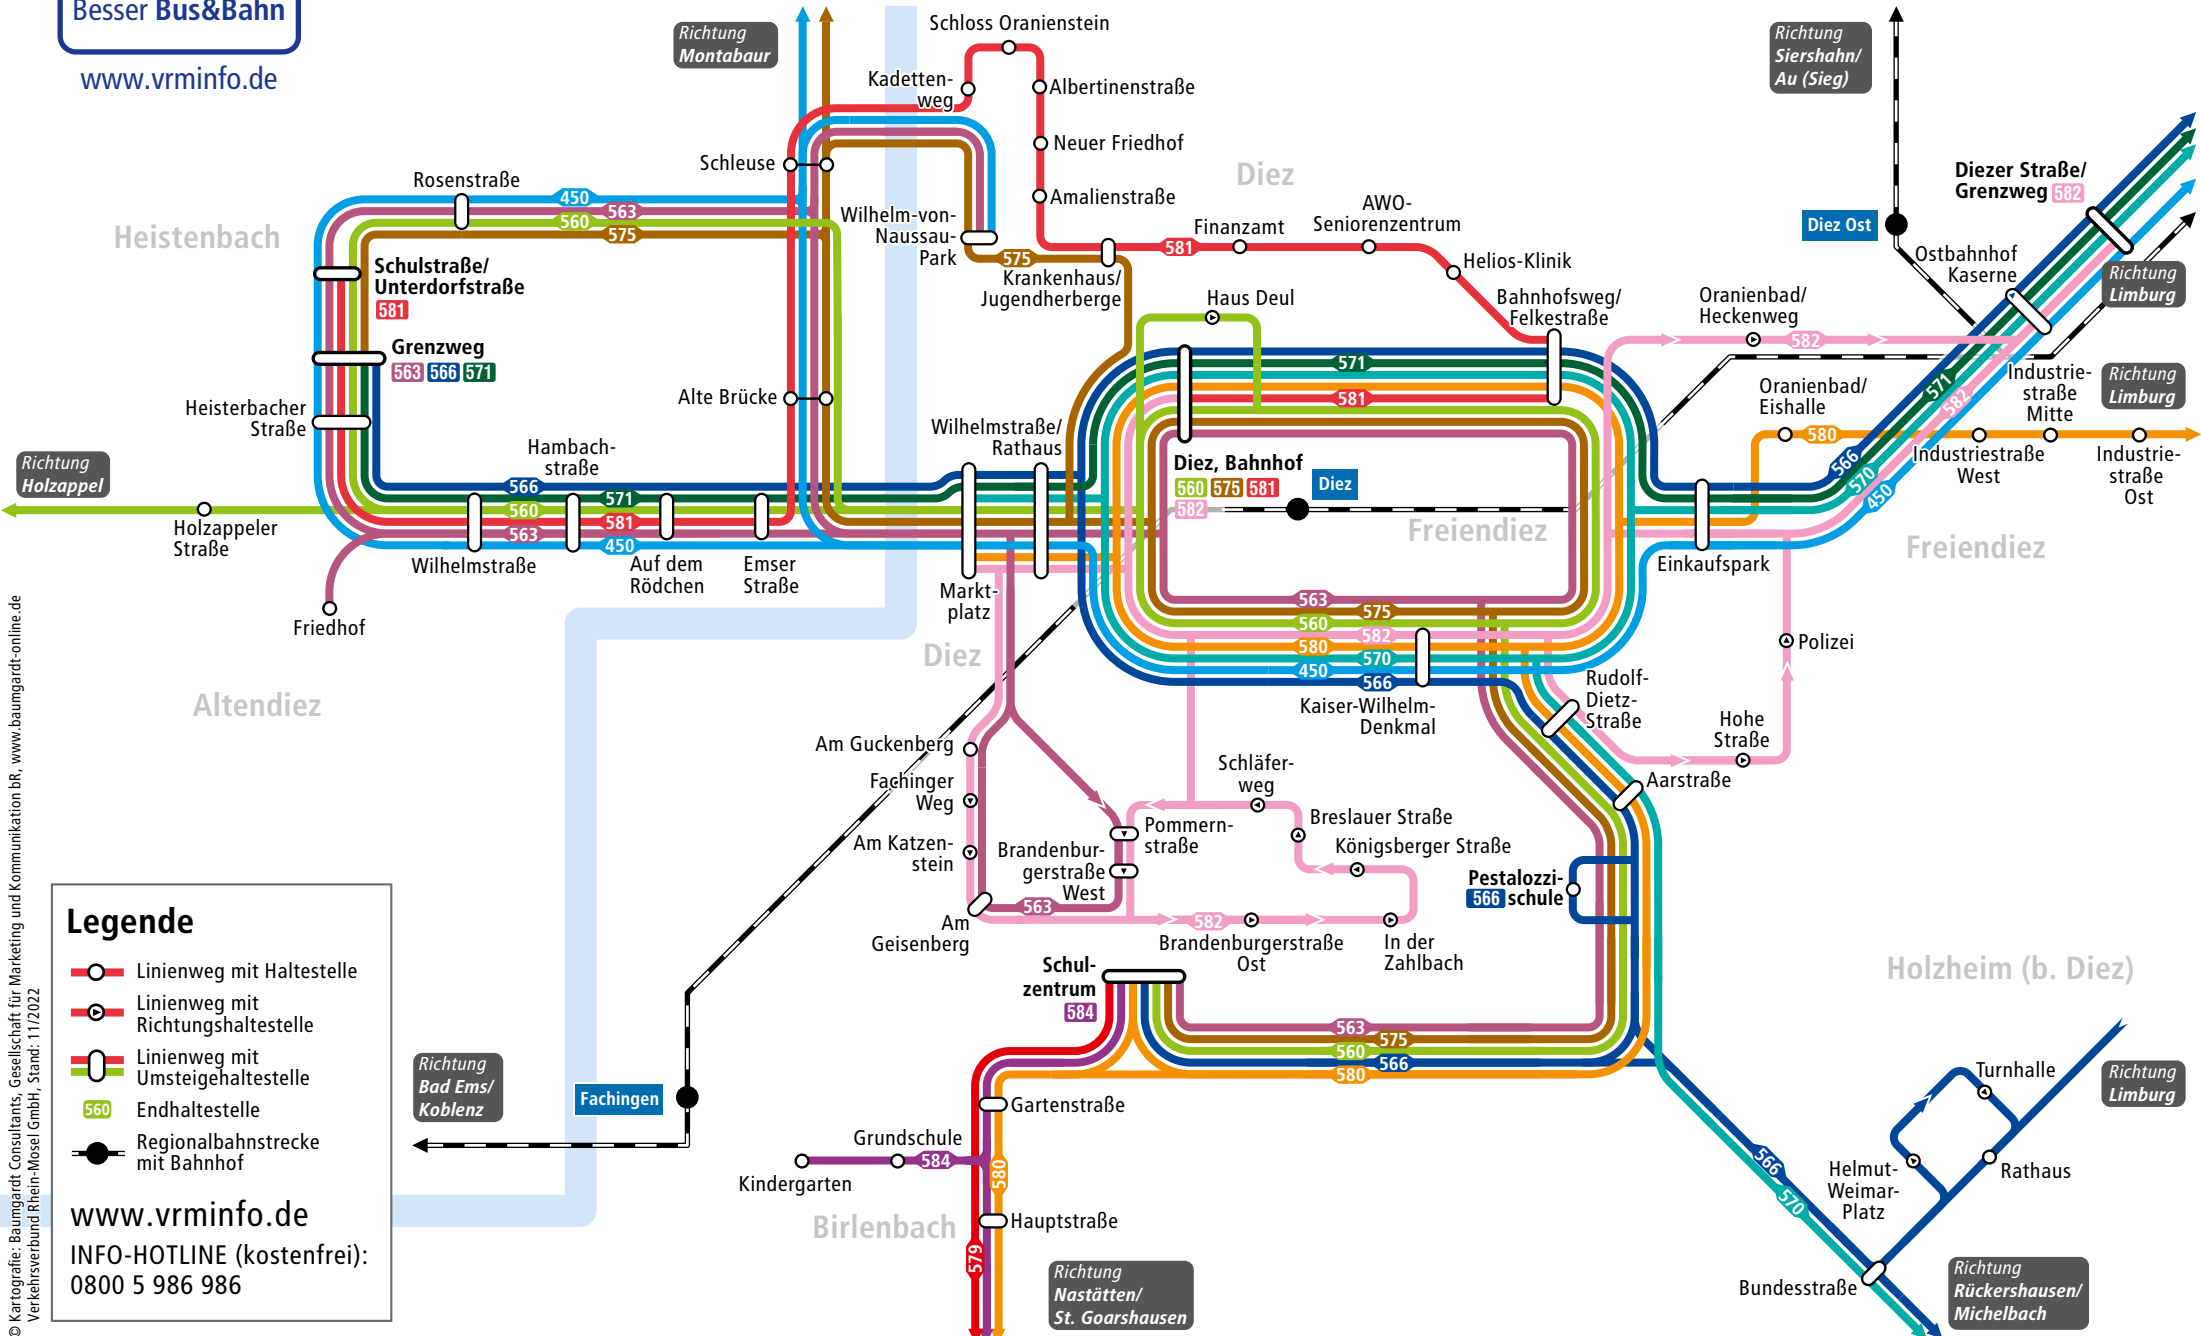 Besser Bus&Bahn
www.vrminfo.de
Richtung
Montabaur
Schloss Oranienstein
Kadetten-
weg
Albertinenstraße
Neuer Friedhof
Amalienstraße
Schleuse
Wilhelm-von-
Naussau-
Park
Diez
Finanzamt
AWO-
Seniorenzentrum
Helios-Klinik
581
575
Krankenhaus/
Jugendherberge
Haus Deul
Bahnhofsweg/
Felkestraße
Richtung
Siershahn/
Au (Sieg)
Diez Ost
Diezer Straße/
Grenzweg 582
Ostbahnhof
Kaserne
Richtung
Limburg
Oranienbad/
Heckenweg
582
Oranienbad/
Eishalle
580
Industrie-
straße
Mitte
Richtung
Limburg
Industriestraße
West
Industrie-
straße
Ost
571
582
566
570
450
Heistenbach
Rosenstraße
450
563
560
575
Schulstraße/
Unterdorfstraße
581
Grenzweg
563 566 571
Heisterbacher
Straße
Alte Brücke
Hambach-
straße
Richtung
Holzappel
Holzappeler
Straße
566
571
560
581
563
450
Wilhelmstraße
Auf dem
Rödchen
Emser
Straße
Friedhof
Altendiez
Wilhelmstraße/
Rathaus
Markt-
platz
Diez
571
581
Diez, Bahnhof
560 575 581
582
Diez
Freiendiez
Freiendiez
Einkaufspark
563
575
560
582
580
570
450
566
Kaiser-Wilhelm-
Denkmal
Rudolf-
Dietz-
Straße
Hohe
Straße
Polizei
Aarstraße
Am Guckenberg
Fachinger
Weg
Am Katzen-
stein
Am
Geisenberg
Brandenbur-
gerstraße
West
563
Pommern-
straße
Schläfer-
weg
Breslauer Straße
Königsberger Straße
582
Brandenburgerstraße
Ost
In der
Zahlbach
Pestalozzi-
566 schule
Schul-
zentrum
584
563
575
560
566
580
Holzheim (b. Diez)
Gartenstraße
Grundschule
584
Kindergarten
580
Hauptstraße
579
Birlenbach
Richtung
Nastätten/
St. Goarshausen
Richtung
Bad Ems/
Koblenz
Fachingen
Turnhalle
Richtung
Limburg
Helmut-
Weimar-
Platz
Rathaus
566
570
Bundesstraße
Richtung
Rückershausen/
Michelbach
Legende
Linienweg mit Haltestelle
Linienweg mit
Richtungshaltestelle
Linienweg mit
Umsteigehaltestelle
560 Endhaltestelle
Regionalbahnstrecke
mit Bahnhof
www.vrminfo.de
INFO-HOTLINE (kostenfrei):
0800 5 986 986
© Kartografie: Baumgardt Consultants, Gesellschaft für Marketing und Kommunikation bR, www.baumgardt-online.de
Verkehrsverbund Rhein-Mosel GmbH, Stand: 11/2022